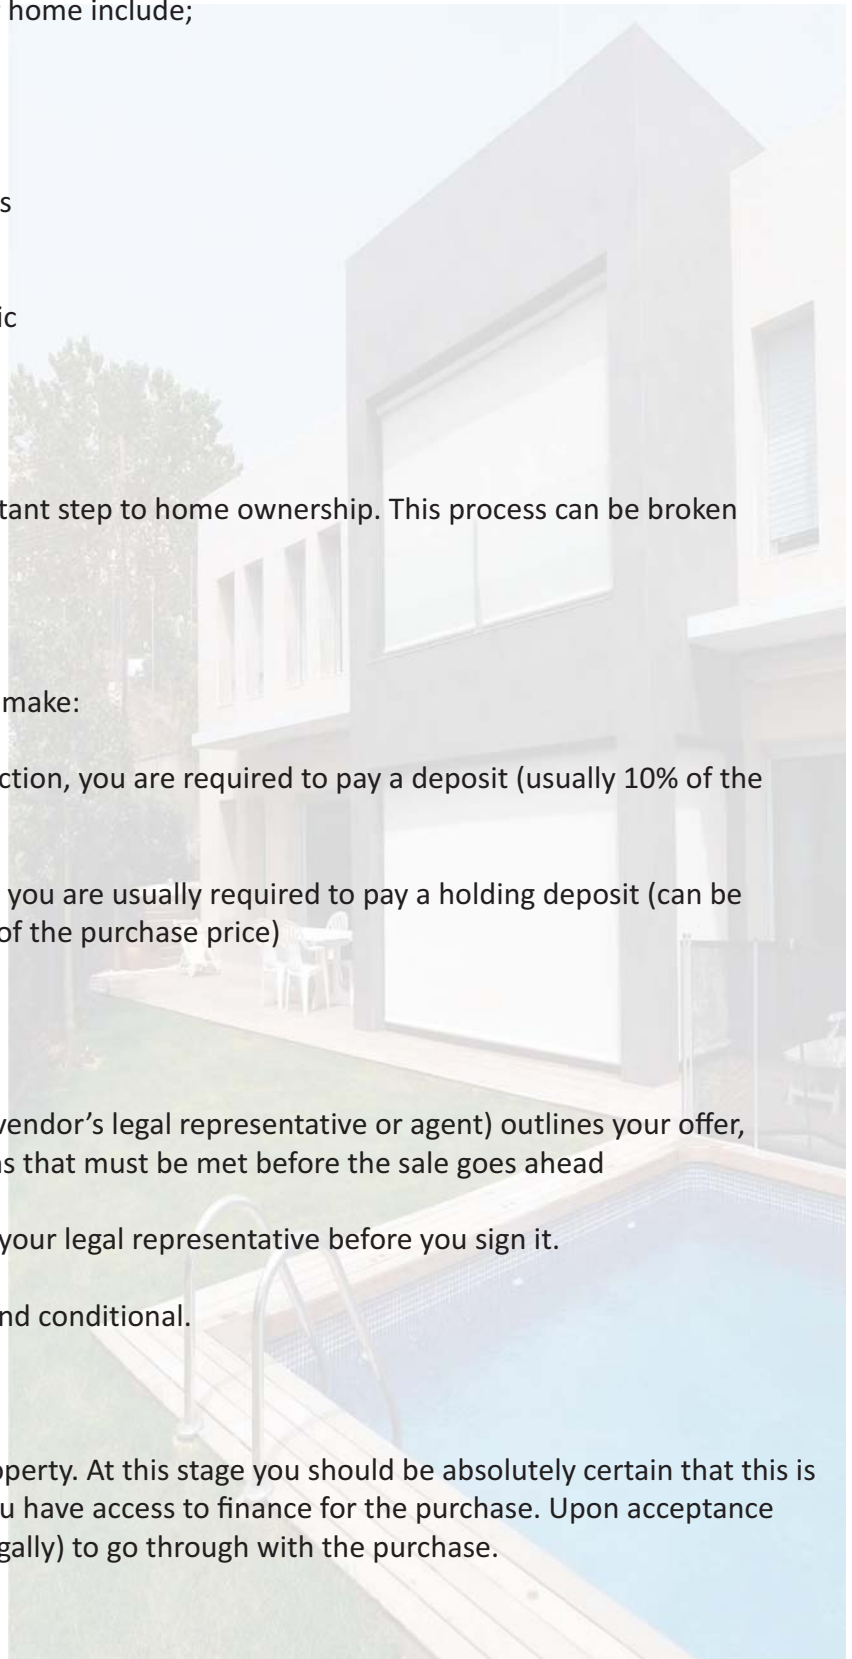 home include;
s
ic
tant step to home ownership. This process can be broken
make:
ction, you are required to pay a deposit (usually 10% of the
you are usually required to pay a holding deposit (can be
of the purchase price)
vendor’s legal representative or agent) outlines your offer,
s that must be met before the sale goes ahead
your legal representative before you sign it.
nd conditional.
operty. At this stage you should be absolutely certain that this is
u have access to finance for the purchase. Upon acceptance
gally) to go through with the purchase.